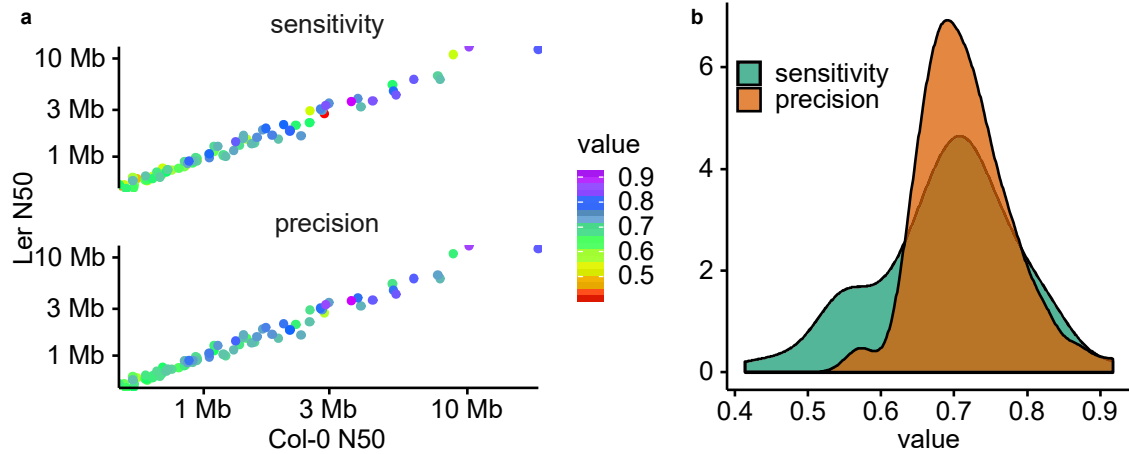 a
sensitivity
10 Mb
3 Mb
1 Mb
precision
10 Mb
3 Mb
1 Mb
Ler N50
1 Mb 3 Mb 10 Mb
Col-0 N50
value
0.9
0.8
0.7
0.6
0.5
b
sensitivity
precision
6
4
2
0
0.4 0.5 0.6 0.7 0.8 0.9
value